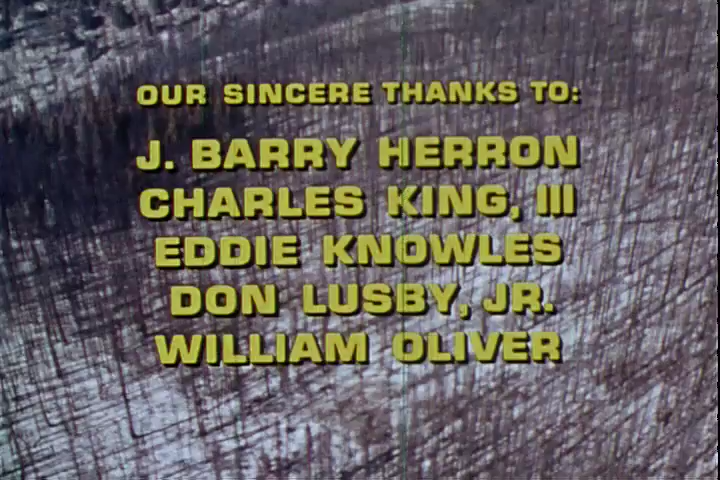 OUR SINCERE THANKS TO:
J. BARRY HERRON
CHARLES KING, III
EDDIE KNOWLES
DON LUSBY, JR.
WILLIAM OLIVER